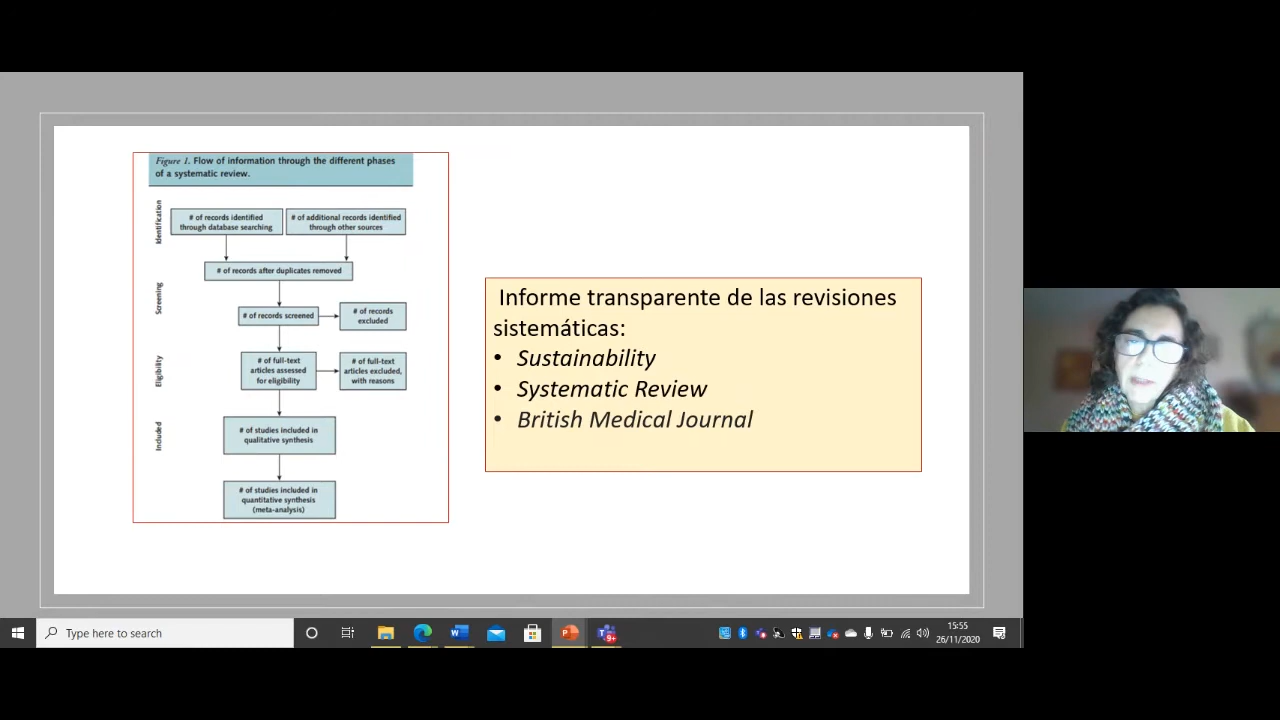 Figure 1. Flow of information through the different phases
of a systematic review.
Identification
# of records identified
through database searching
# of additional records identified
through other sources
# of records after duplicates removed
Screening
# of records screened
# of records
excluded
Eligibility
# of full-text
articles assessed
for eligibility
# of full-text
articles excluded,
with reasons
Included
# of studies included in
qualitative synthesis
# of studies included in
quantitative synthesis
(meta-analysis)
Informe transparente de las revisiones
sistemáticas:
• Sustainability
• Systematic Review
• British Medical Journal
Type here to search
9+
15:55
26/11/2020